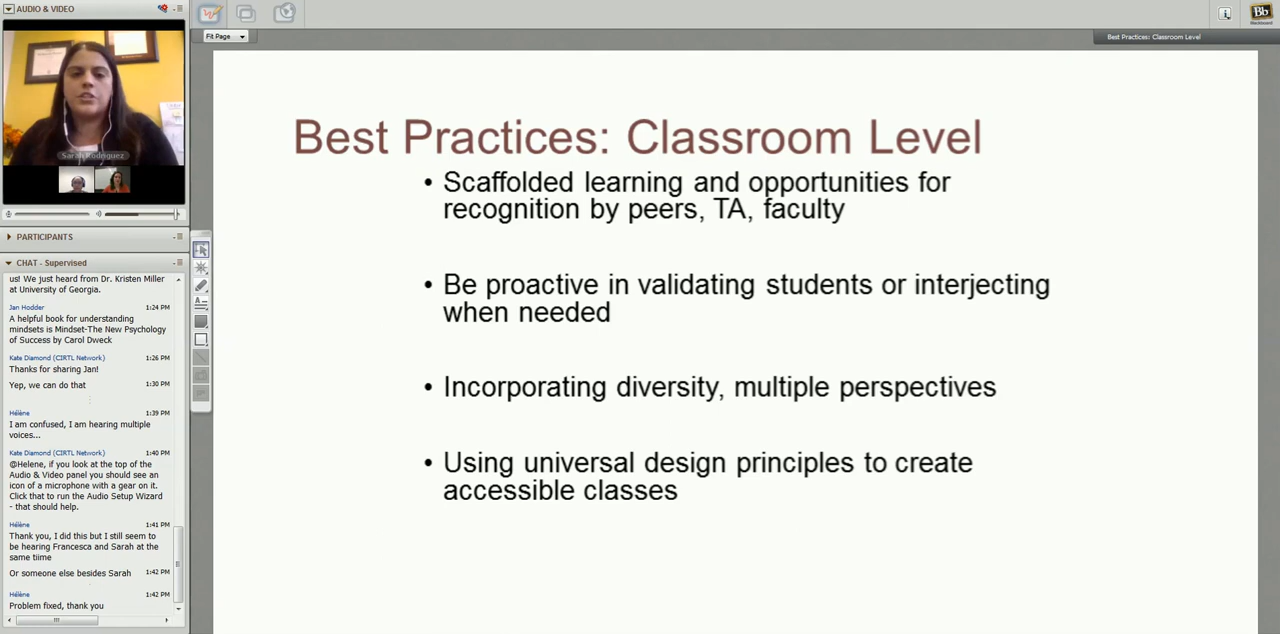 AUDIO & VIDEO
Sarah Rodriguez
PARTICIPANTS
CHAT - Supervised
us! We just heard from Dr. Kristen Miller
at University of Georgia.
Jan Hodder 1:24 PM
A helpful book for understanding
mindsets is Mindset-The New Psychology
of Success by Carol Dweck
Kate Diamond (CIRTL Network) 1:26 PM
Thanks for sharing Jan!
Yep, we can do that 1:30 PM
Hélène 1:39 PM
I am confused, I am hearing multiple
voices...
Kate Diamond (CIRTL Network) 1:40 PM
@Helene, if you look at the top of the
Audio & Video panel you should see an
icon of a microphone with a gear on it.
Click that to run the Audio Setup Wizard
- that should help.
Hélène 1:41 PM
Thank you, I did this but I still seem to
be hearing Francesca and Sarah at the
same tiime
Or someone else besides Sarah 1:42 PM
Hélène 1:42 PM
Problem fixed, thank you
Fit Page
Bb
Blackboard
Best Practices: Classroom Level
Best Practices: Classroom Level
• Scaffolded learning and opportunities for
recognition by peers, TA, faculty
• Be proactive in validating students or interjecting
when needed
• Incorporating diversity, multiple perspectives
• Using universal design principles to create
accessible classes